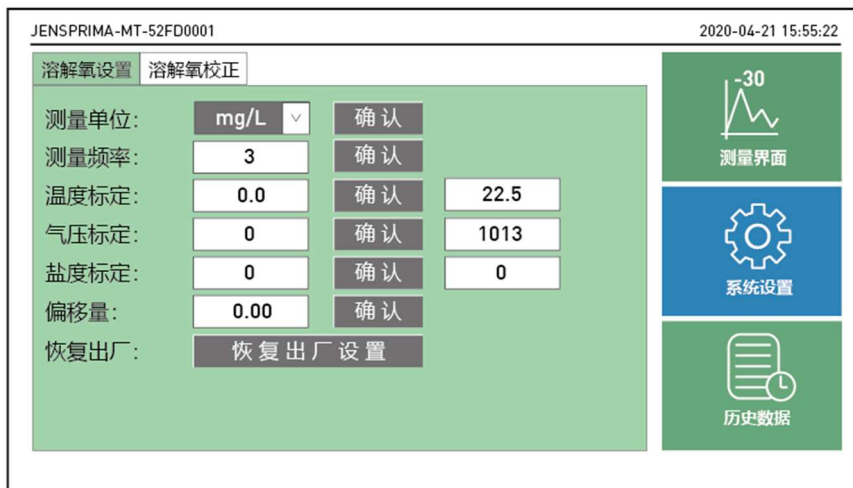 JENSPRIMA-MT-52FD0001 2020-04-21 15:55:22
溶解氧设置 溶解氧校正
测量单位: mg/L 确认
测量频率: 3 确认
温度标定: 0.0 确认 22.5
气压标定: 0 确认 1013
盐度标定: 0 确认 0
偏移量: 0.00 确认
恢复出厂: 恢复出厂设置
-30
测量界面
系统设置
历史数据